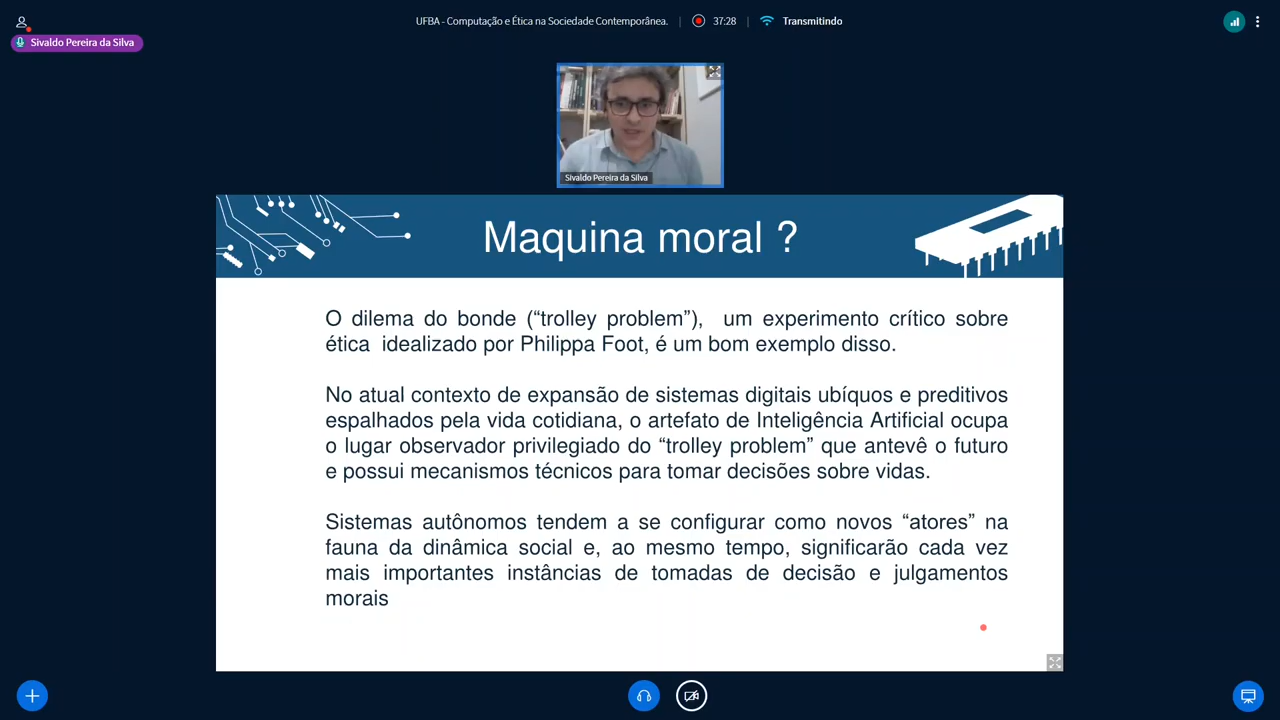 UFBA - Computação e Ética na Sociedade Contemporânea.
37:28
Transmitindo
Sivaldo Pereira da Silva
Sivaldo Pereira da Silva
Maquina moral ?
O dilema do bonde (“trolley problem”), um experimento crítico sobre
ética idealizado por Philippa Foot, é um bom exemplo disso.
No atual contexto de expansão de sistemas digitais ubíquos e preditivos
espalhados pela vida cotidiana, o artefato de Inteligência Artificial ocupa
o lugar observador privilegiado do “trolley problem” que antevê o futuro
e possui mecanismos técnicos para tomar decisões sobre vidas.
Sistemas autônomos tendem a se configurar como novos “atores” na
fauna da dinâmica social e, ao mesmo tempo, significarão cada vez
mais importantes instâncias de tomadas de decisão e julgamentos
morais